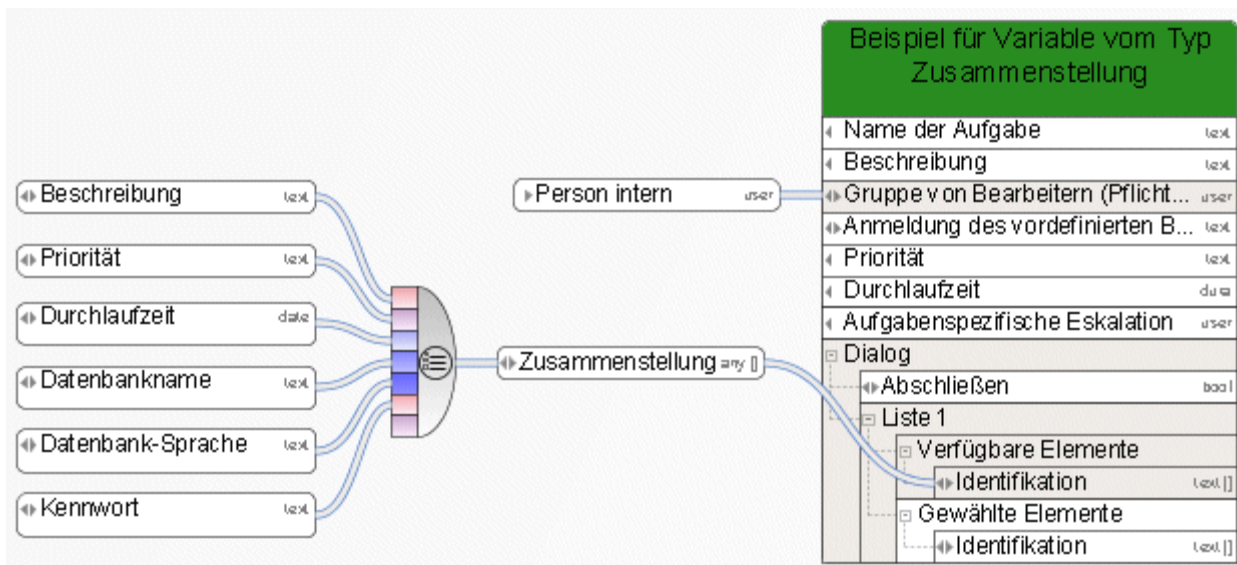 Beispiel für Variable vom Typ
Zusammenstellung
Name der Aufgabe text
Beschreibung text
Beschreibung text
Person intern user
Gruppe von Bearbeitern (Pflicht... user
Anmeldung des vordefinierten B... text
Priorität text
Priorität text
Durchlaufzeit dura
Durchlaufzeit date
Aufgabenspezifische Eskalation user
Zusammenstellung any []
Dialog
Abschließen bool
Datenbankname text
Liste 1
Datenbank-Sprache text
Verfügbare Elemente
Identifikation text []
Kennwort text
Gewählte Elemente
Identifikation text []